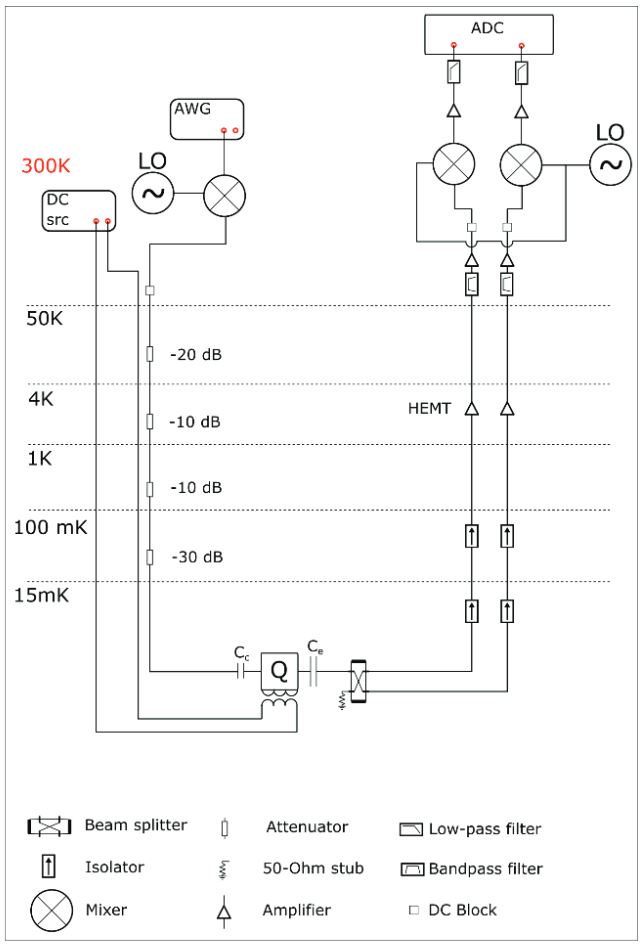 ADC
AWG
LO
LO
300K
DC
src
50K
-20 dB
4K
HEMT
-10 dB
1K
-10 dB
100 mK
-30 dB
15mK
Cc
Q
Ce
Beam splitter
Attenuator
Low-pass filter
Isolator
50-Ohm stub
Bandpass filter
Mixer
Amplifier
DC Block